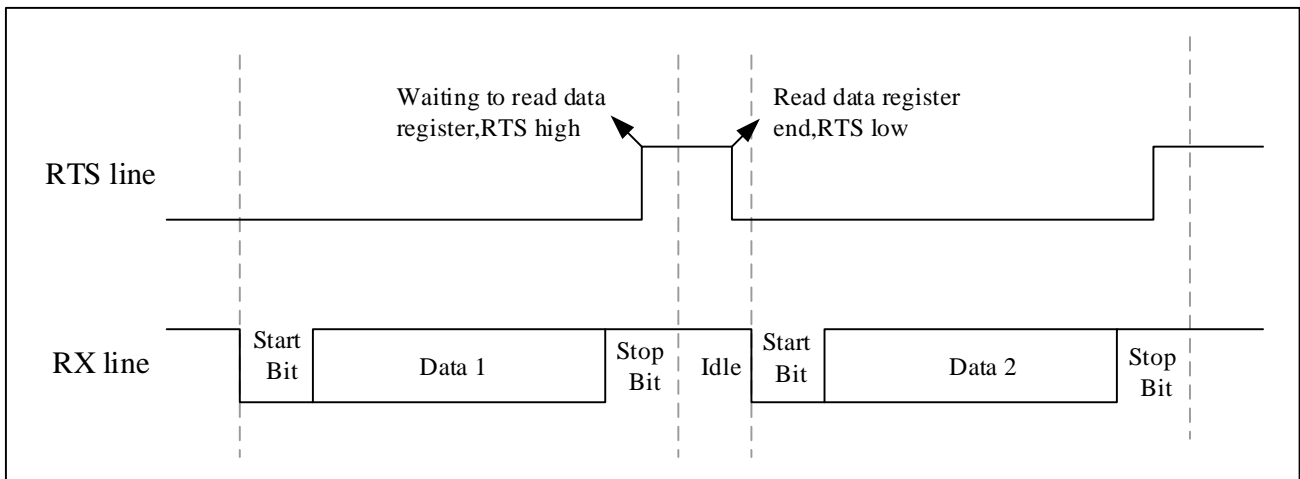 Waiting to read data
register,RTS high
Read data register
end,RTS low
RTS line
RX line
Start
Bit
Data 1
Stop
Bit
Idle
Start
Bit
Data 2
Stop
Bit